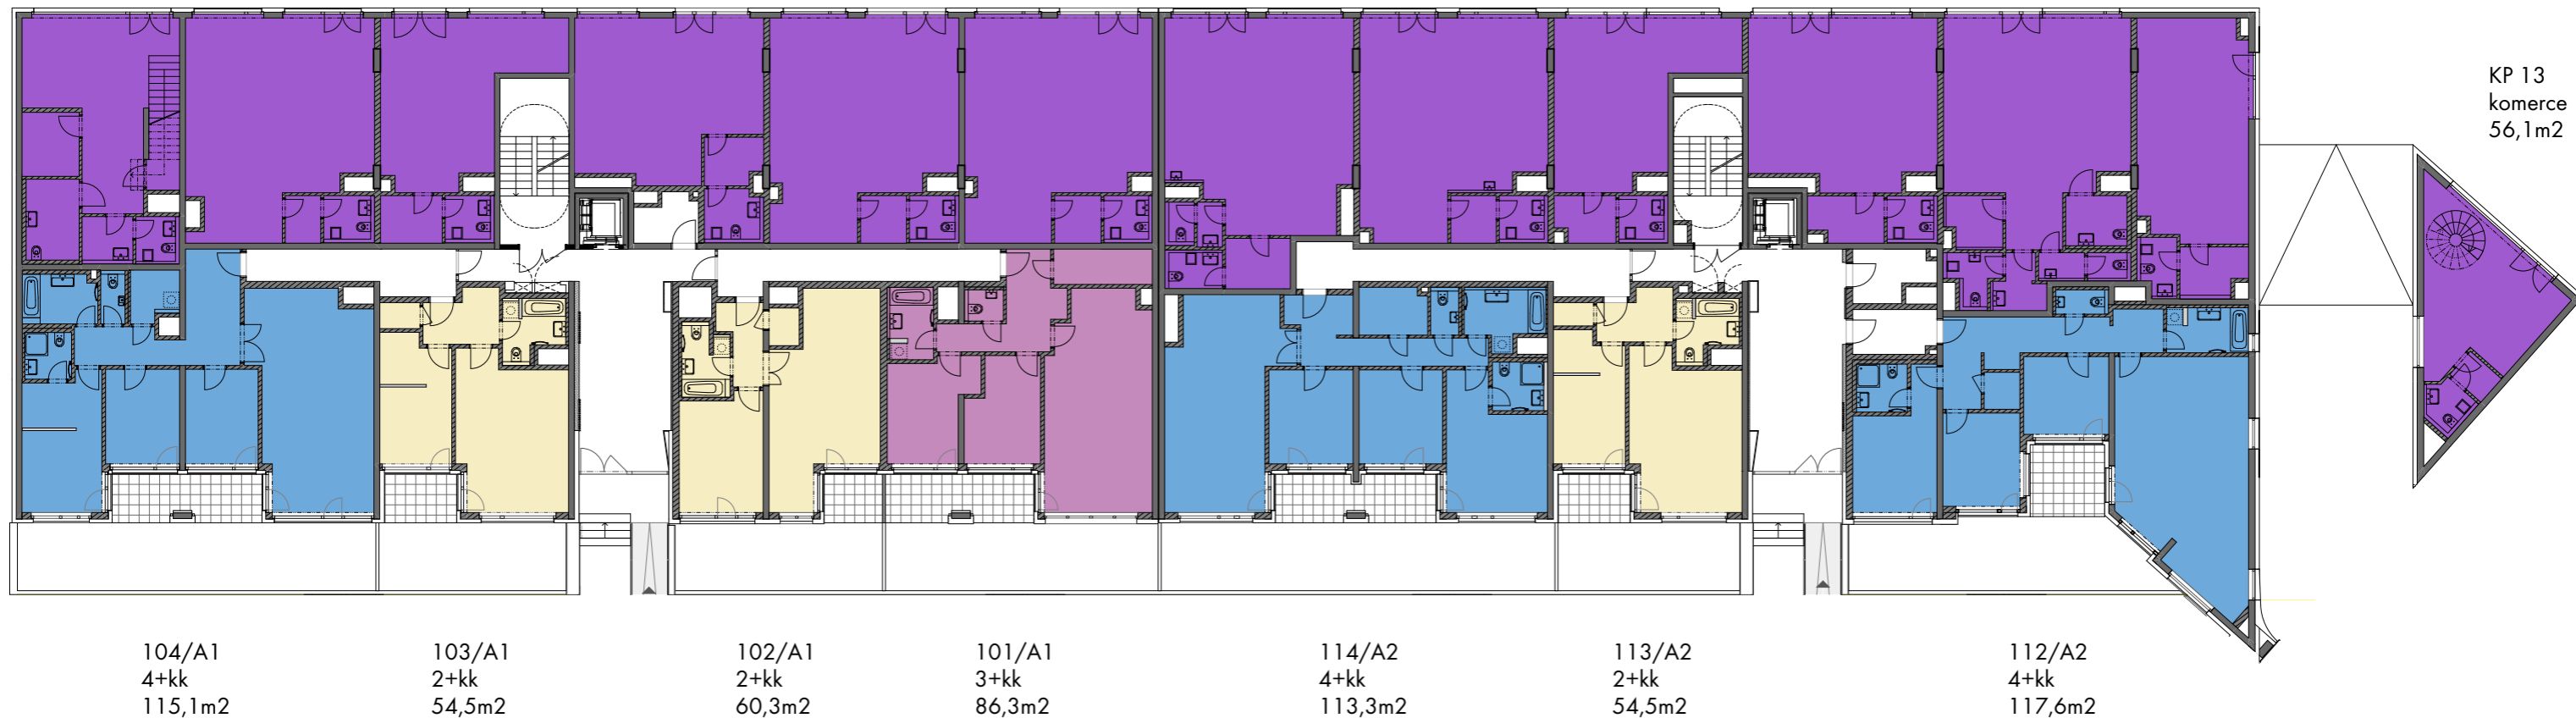 KP 13
komerce
56,1m2
104/A1
4+kk
115,1m2
103/A1
2+kk
54,5m2
102/A1
2+kk
60,3m2
101/A1
3+kk
86,3m2
114/A2
4+kk
113,3m2
113/A2
2+kk
54,5m2
112/A2
4+kk
117,6m2